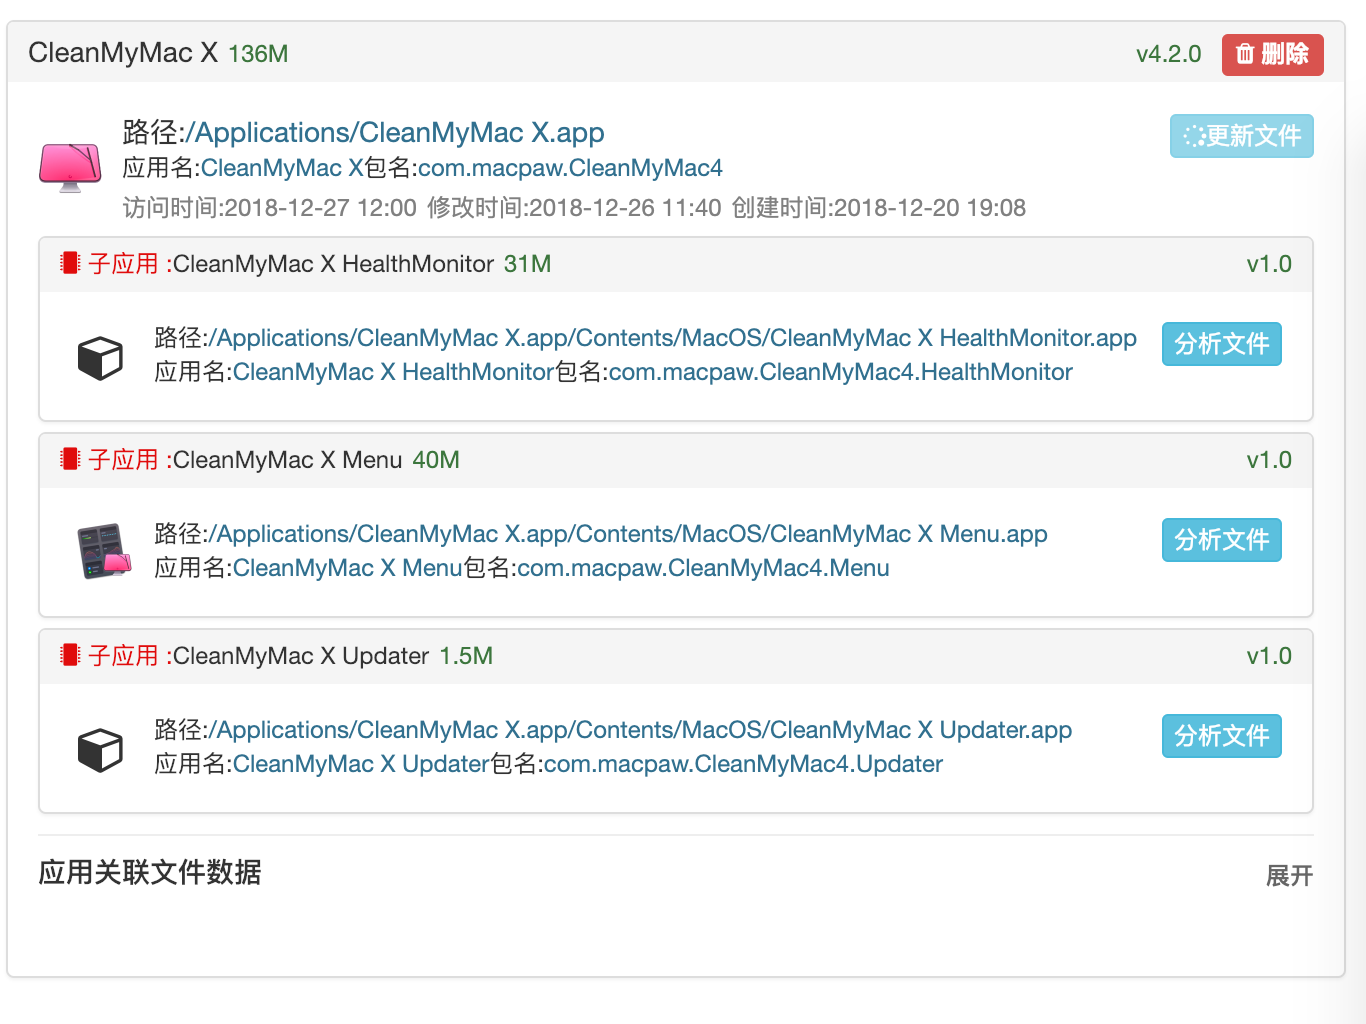 CleanMyMac X 136M v4.2.0 删除
路径:/Applications/CleanMyMac X.app 更新文件
应用名:CleanMyMac X包名:com.macpaw.CleanMyMac4
访问时间:2018-12-27 12:00 修改时间:2018-12-26 11:40 创建时间:2018-12-20 19:08
子应用 :CleanMyMac X HealthMonitor 31M v1.0
路径:/Applications/CleanMyMac X.app/Contents/MacOS/CleanMyMac X HealthMonitor.app 分析文件
应用名:CleanMyMac X HealthMonitor包名:com.macpaw.CleanMyMac4.HealthMonitor
子应用 :CleanMyMac X Menu 40M v1.0
路径:/Applications/CleanMyMac X.app/Contents/MacOS/CleanMyMac X Menu.app 分析文件
应用名:CleanMyMac X Menu包名:com.macpaw.CleanMyMac4.Menu
子应用 :CleanMyMac X Updater 1.5M v1.0
路径:/Applications/CleanMyMac X.app/Contents/MacOS/CleanMyMac X Updater.app 分析文件
应用名:CleanMyMac X Updater包名:com.macpaw.CleanMyMac4.Updater
应用关联文件数据 展开